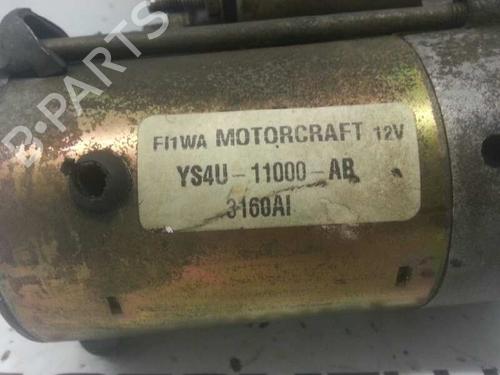 B-PARTS
FI1WA MOTORCRAFT 12V
YS4U-11000-AB
3160AI